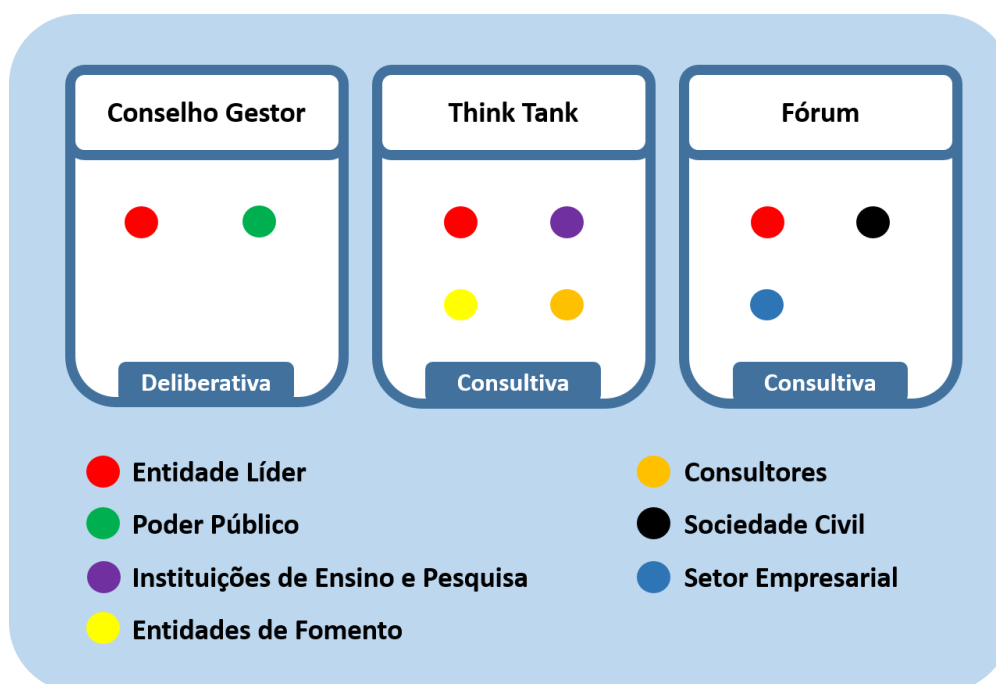 Conselho Gestor
Think Tank
Fórum
Deliberativa
Consultiva
Consultiva
Entidade Líder
Poder Público
Instituições de Ensino e Pesquisa
Entidades de Fomento
Consultores
Sociedade Civil
Setor Empresarial